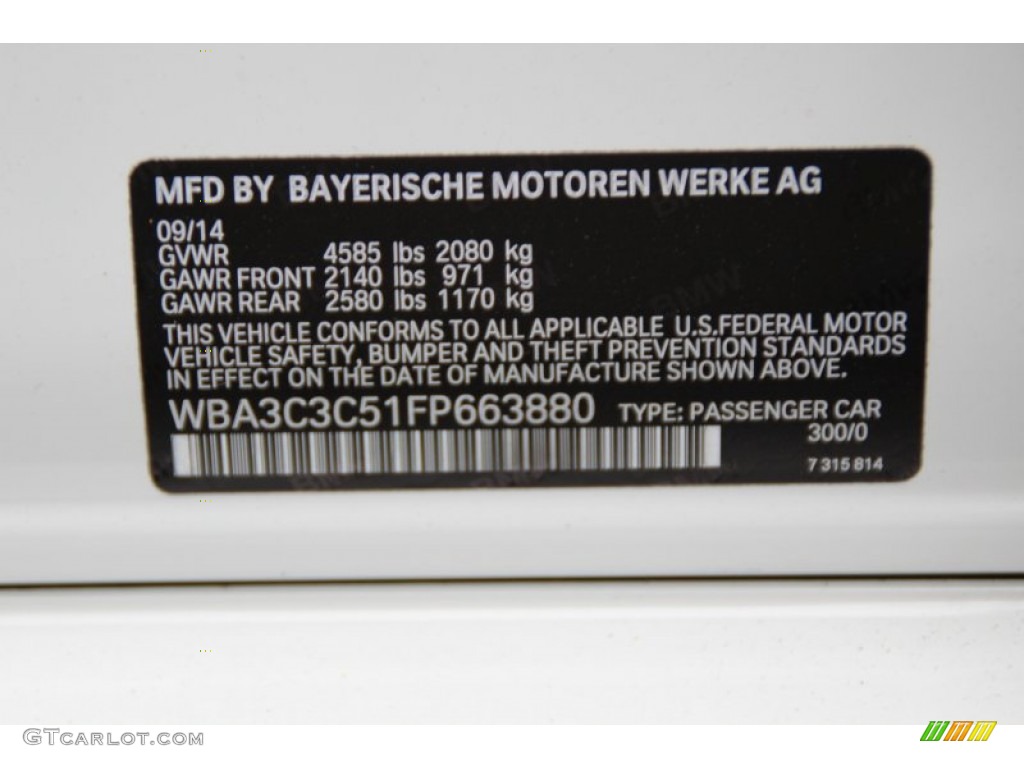 MFD BY BAYERISCHE MOTOREN WERKE AG
09/14
GVWR 4585 lbs 2080 kg
GAWR FRONT 2140 lbs 971 kg
GAWR REAR 2580 lbs 1170 kg
THIS VEHICLE CONFORMS TO ALL APPLICABLE U.S.FEDERAL MOTOR
VEHICLE SAFETY, BUMPER AND THEFT PREVENTION STANDARDS
IN EFFECT ON THE DATE OF MANUFACTURE SHOWN ABOVE.
WBA3C3C51FP663880 TYPE: PASSENGER CAR
300/0
7 315 814
GTCARLOT.COM